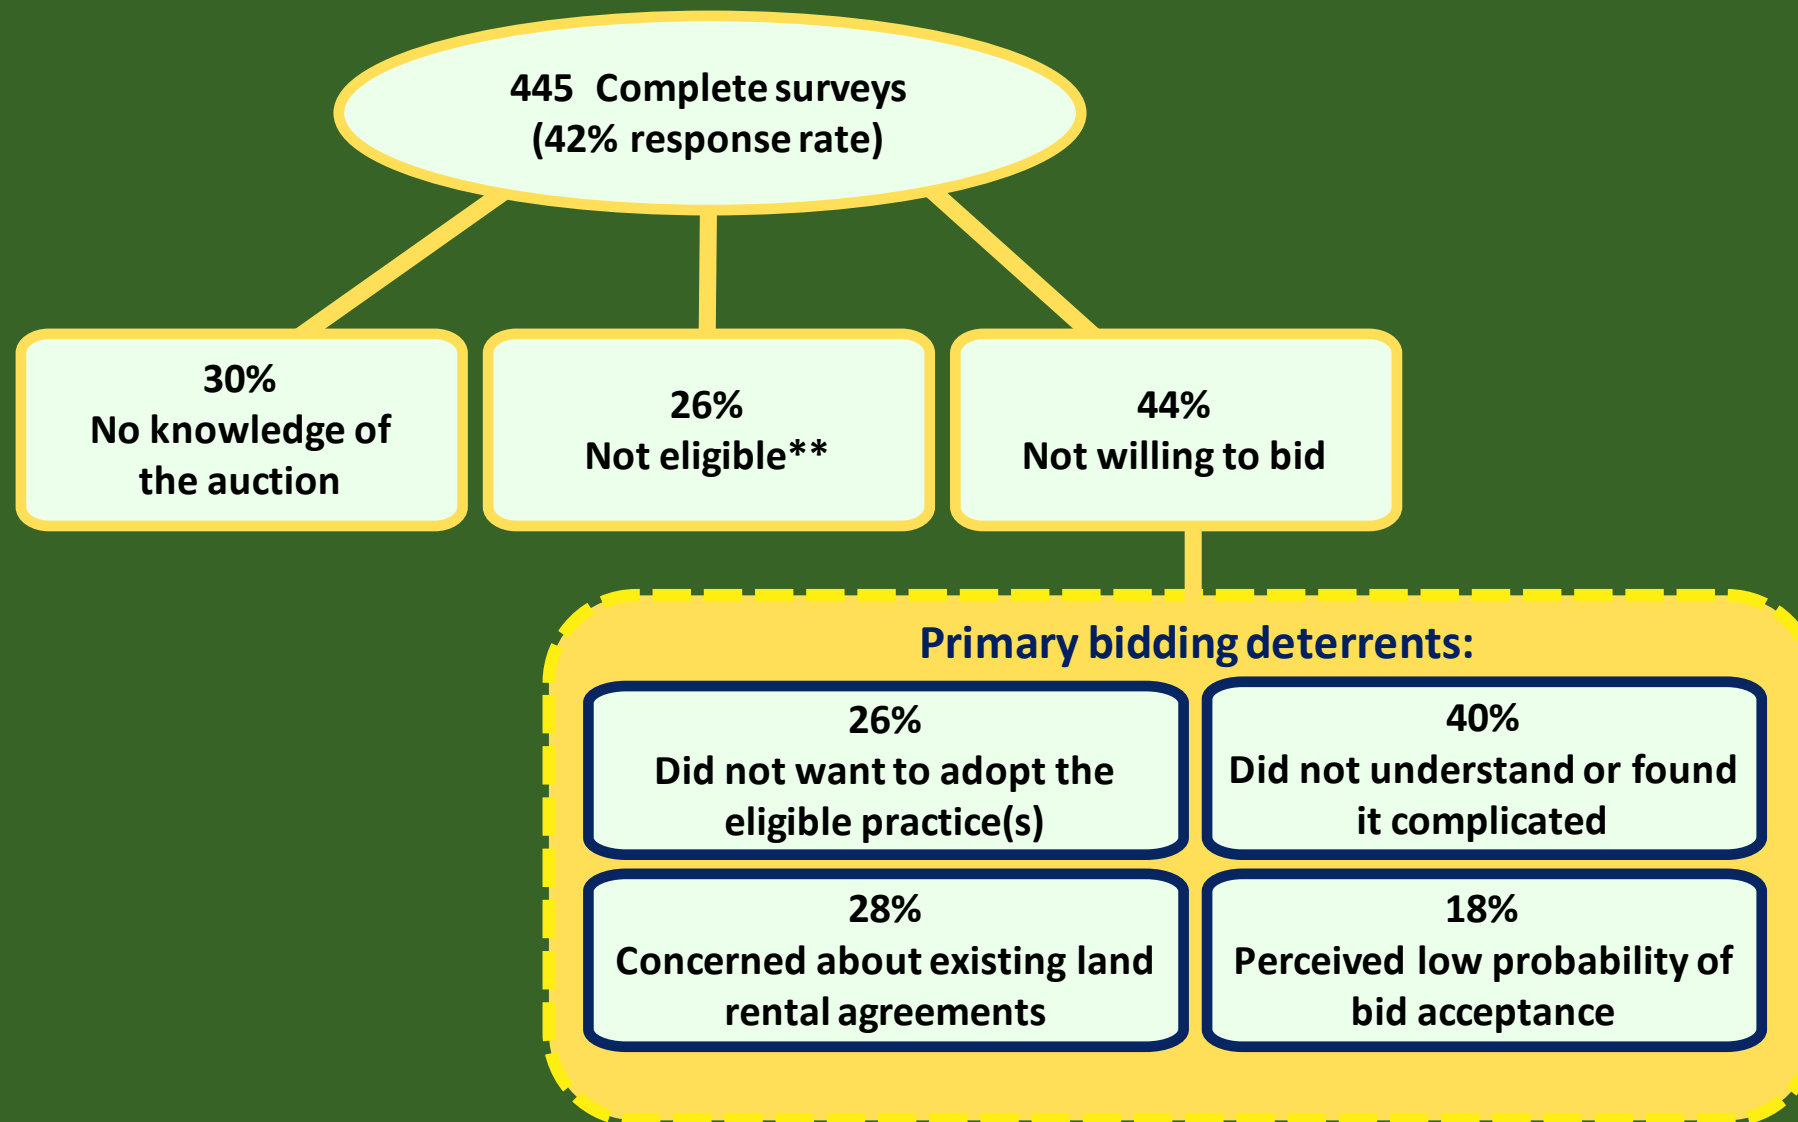 445 Complete surveys
(42% response rate)
30%
No knowledge of
the auction
26%
Not eligible**
44%
Not willing to bid
Primary bidding deterrents:
26%
Did not want to adopt the
eligible practice(s)
40%
Did not understand or found
it complicated
28%
Concerned about existing land
rental agreements
18%
Perceived low probability of
bid acceptance